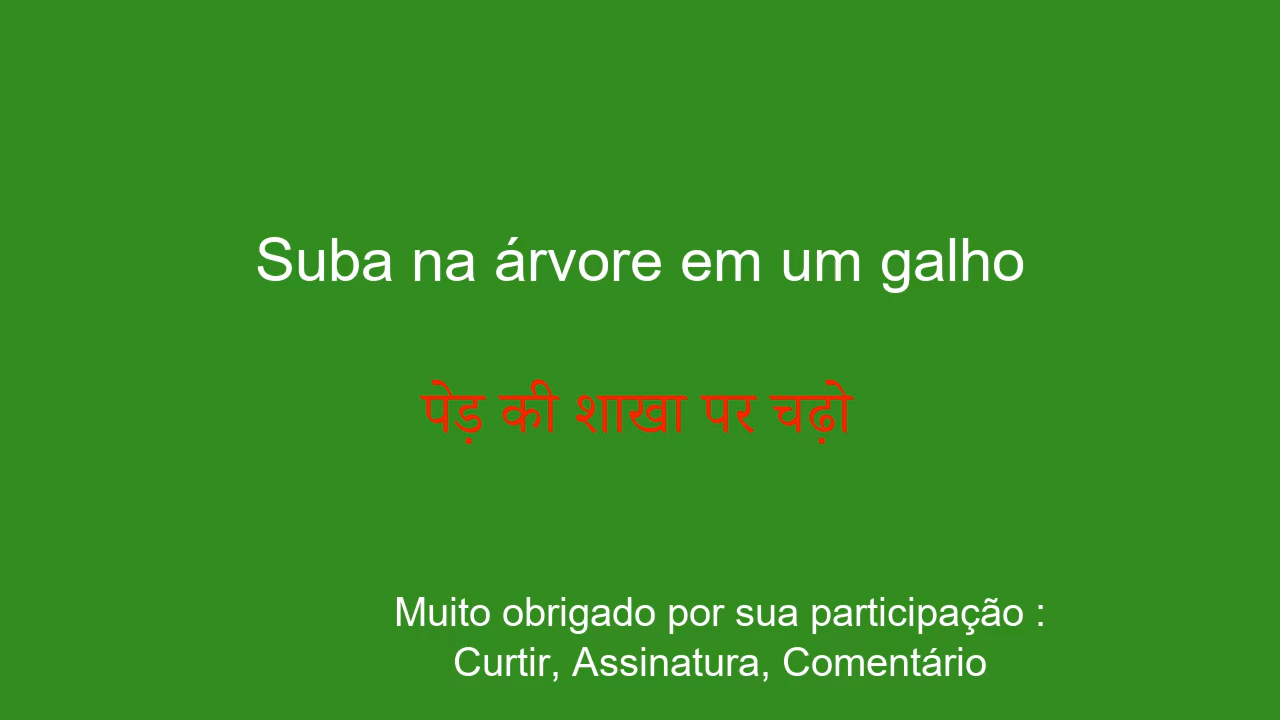 Suba na árvore em um galho
पेड़ की शाखा पर चढ़ो
Muito obrigado por sua participação :
Curtir, Assinatura, Comentário